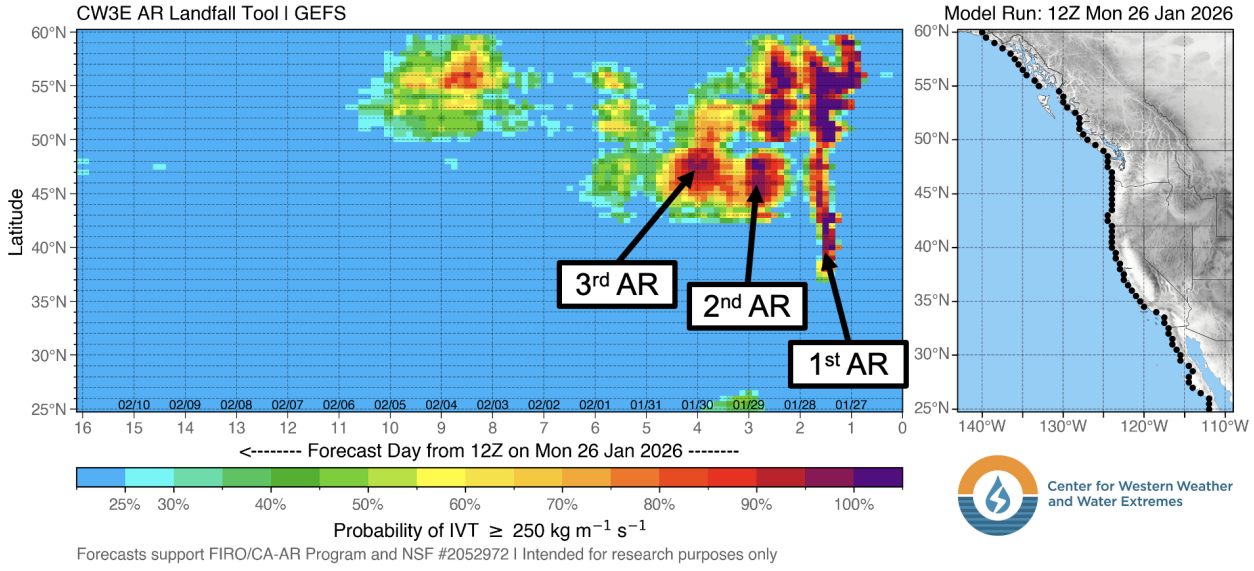 CW3E AR Landfall Tool | GEFS
Model Run: 12Z Mon 26 Jan 2026
Latitude
60°N
55°N
50°N
45°N
40°N
35°N
30°N
25°N
3rd AR
2nd AR
1st AR
02/10 02/09 02/08 02/07 02/06 02/05 02/04 02/03 02/02 02/01 01/31 01/30 01/29 01/28 01/27
16 15 14 13 12 11 10 9 8 7 6 5 4 3 2 1 0
<-------- Forecast Day from 12Z on Mon 26 Jan 2026 --------
60°N
55°N
50°N
45°N
40°N
35°N
30°N
25°N
140°W 130°W 120°W 110°W
25% 30% 40% 50% 60% 70% 80% 90% 100%
Probability of IVT ≥ 250 kg m⁻¹ s⁻¹
Forecasts support FIRO/CA-AR Program and NSF #2052972 | Intended for research purposes only
Center for Western Weather
and Water Extremes